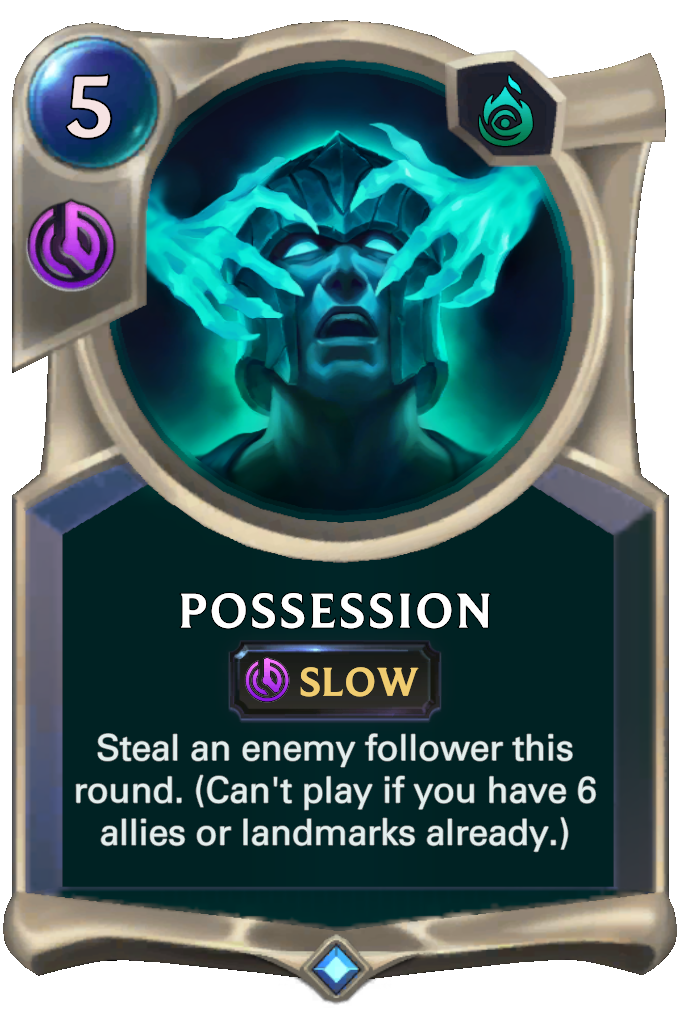 5
POSSESSION
SLOW
Steal an enemy follower this
round. (Can't play if you have 6
allies or landmarks already.)